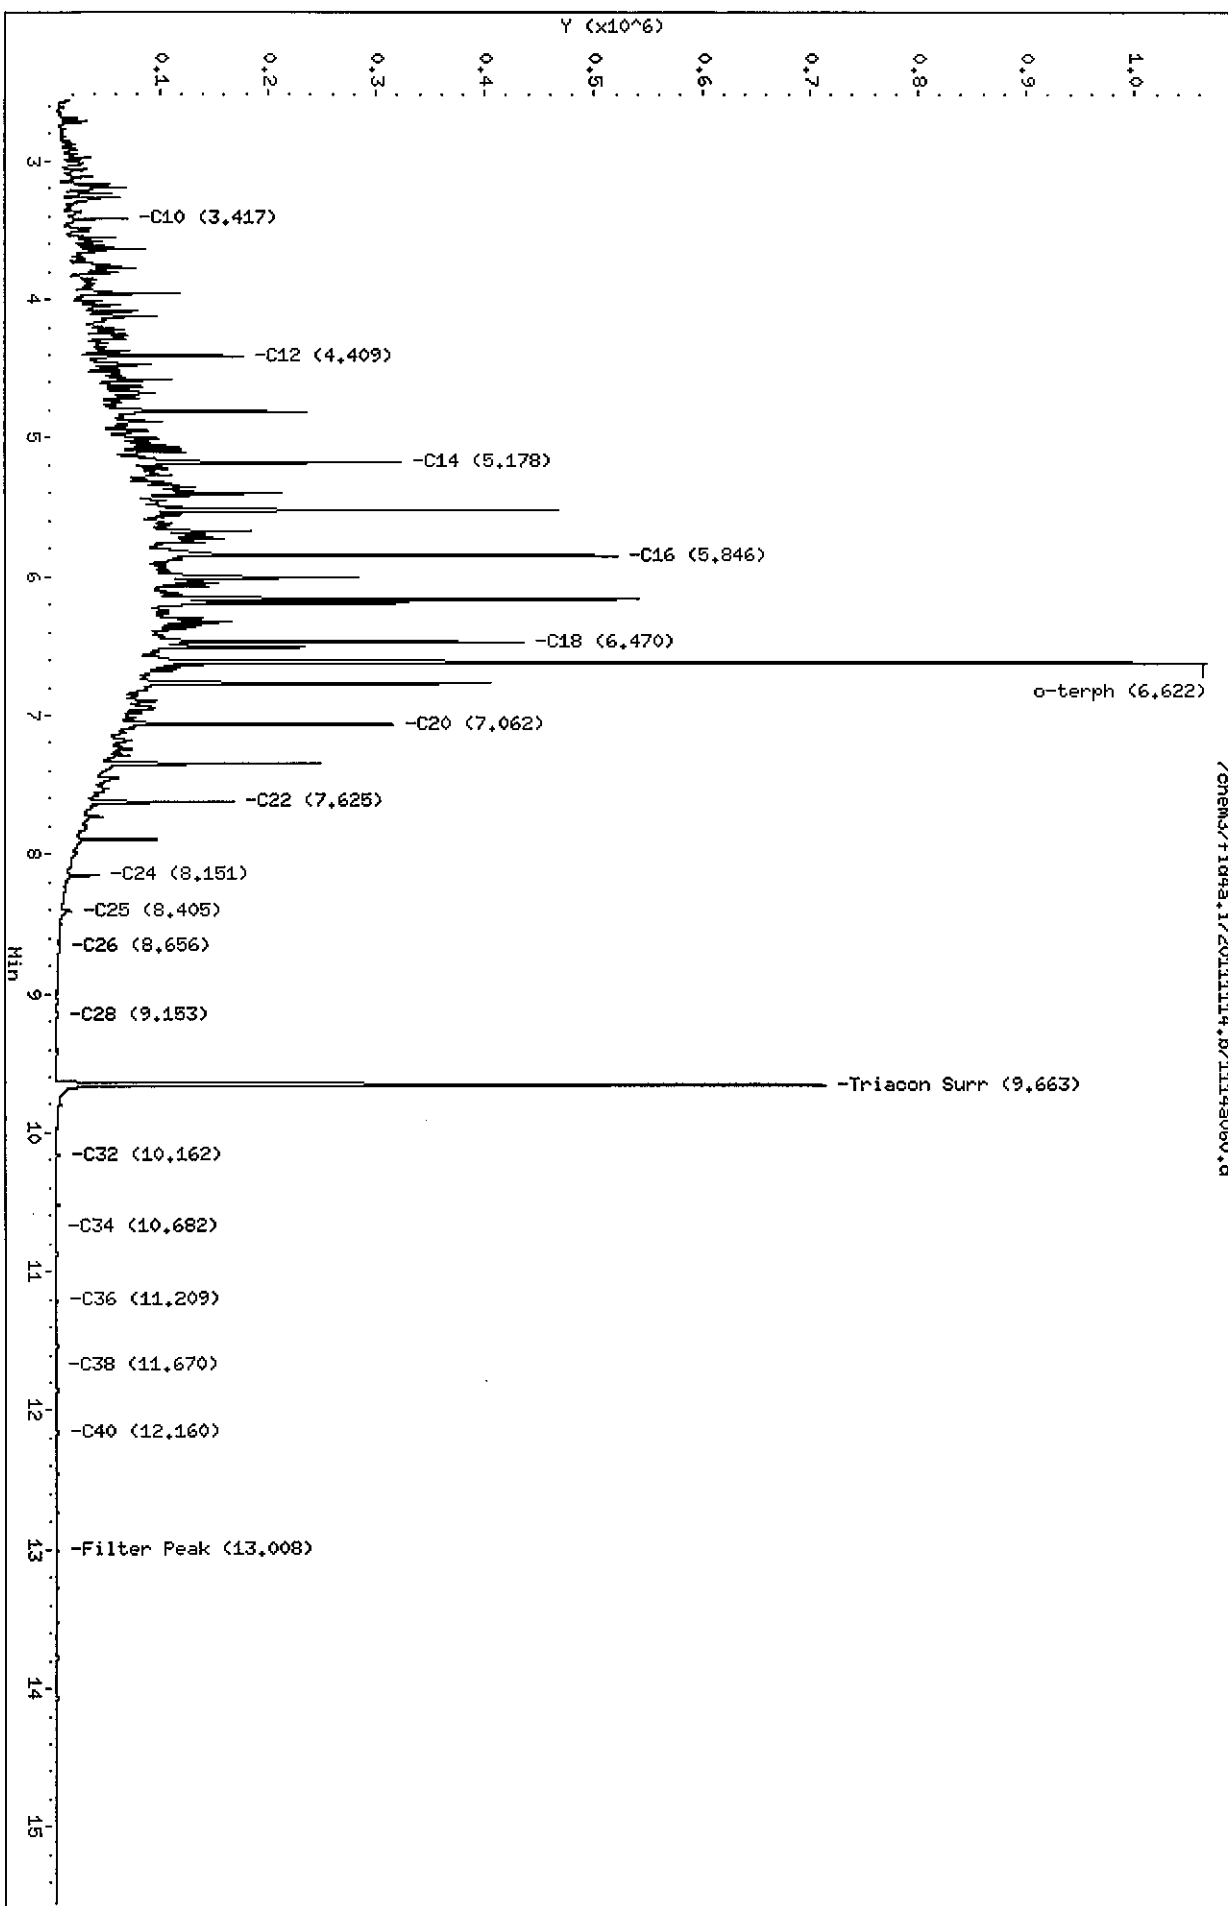 Y (x10^6)
0.1
0.2
0.3
0.4
0.5
0.6
0.7
0.8
0.9
1.0
3
-C10 (3.417)
4
-C12 (4.409)
5
-C14 (5.178)
-C16 (5.846)
6
-C18 (6.470)
o-terph (6.622)
7
-C20 (7.062)
-C22 (7.625)
8
-C24 (8.151)
-C25 (8.405)
-C26 (8.656)
Min
9
-C28 (9.153)
-Triacon Surr (9.663)
10
-C32 (10.162)
-C34 (10.682)
11
-C36 (11.209)
-C38 (11.670)
12
-C40 (12.160)
13
-Filter Peak (13.008)
14
15